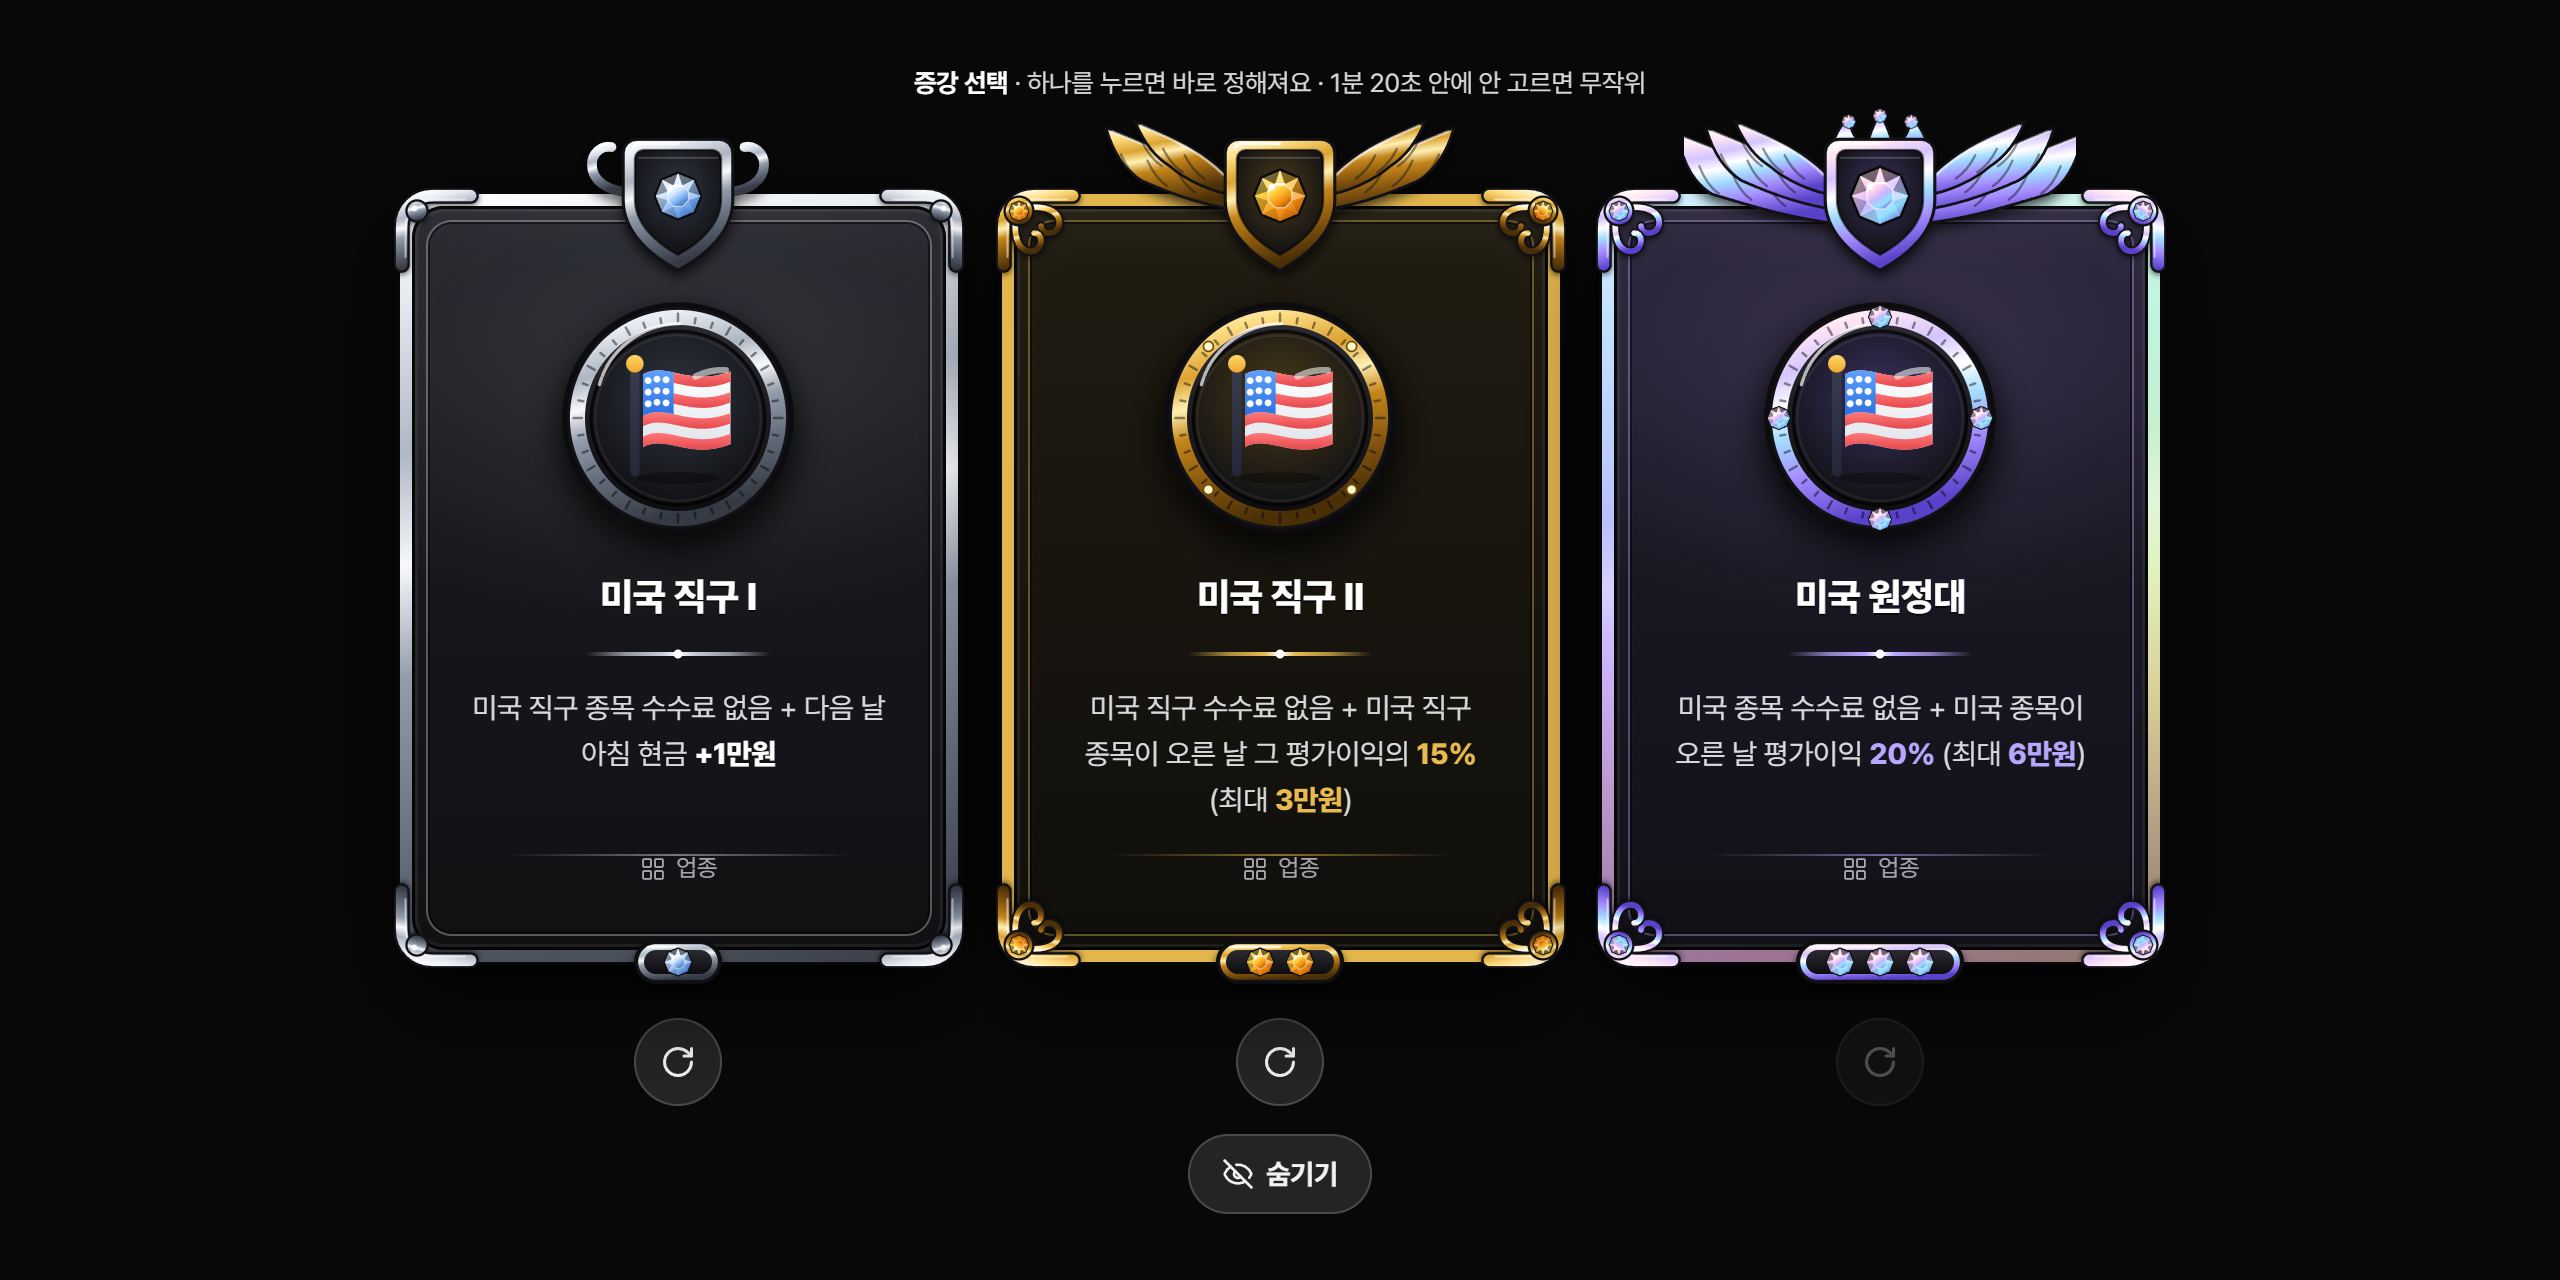 증강 선택 · 하나를 누르면 바로 정해져요 · 1분 20초 안에 안 고르면 무작위
미국 직구 I
미국 직구 종목 수수료 없음 + 다음 날
아침 현금 +1만원
업종
미국 직구 II
미국 직구 수수료 없음 + 미국 직구
종목이 오른 날 그 평가이익의 15%
(최대 3만원)
업종
미국 원정대
미국 종목 수수료 없음 + 미국 종목이
오른 날 평가이익 20% (최대 6만원)
업종
숨기기